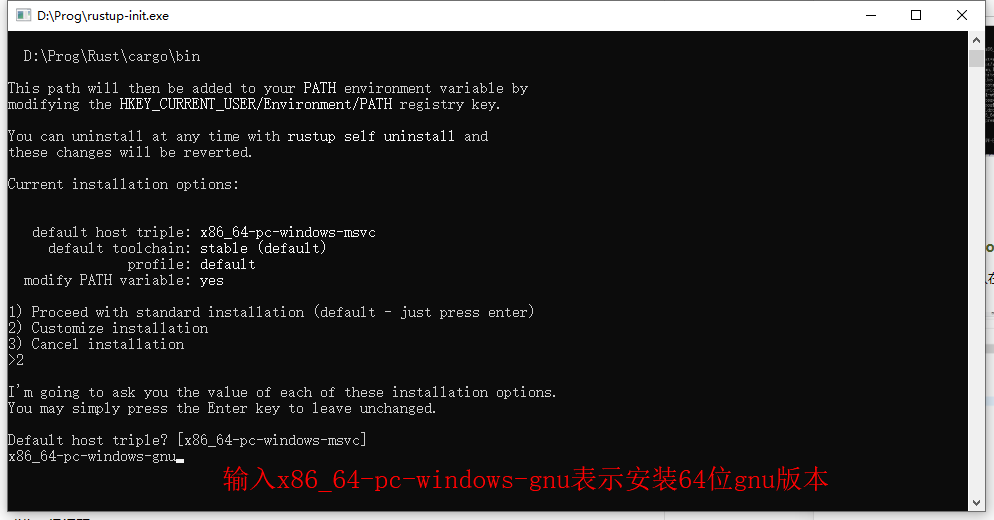 D:\Prog\rustup-init.exe
D:\Prog\Rust\cargo\bin
This path will then be added to your PATH environment variable by
modifying the HKEY_CURRENT_USER/Environment/PATH registry key.
You can uninstall at any time with rustup self uninstall and
these changes will be reverted.
Current installation options:
default host triple: x86_64-pc-windows-msvc
default toolchain: stable (default)
profile: default
modify PATH variable: yes
1) Proceed with standard installation (default - just press enter)
2) Customize installation
3) Cancel installation
>2
I'm going to ask you the value of each of these installation options.
You may simply press the Enter key to leave unchanged.
Default host triple? [x86_64-pc-windows-msvc]
x86_64-pc-windows-gnu
输入x86_64-pc-windows-gnu表示安装64位gnu版本